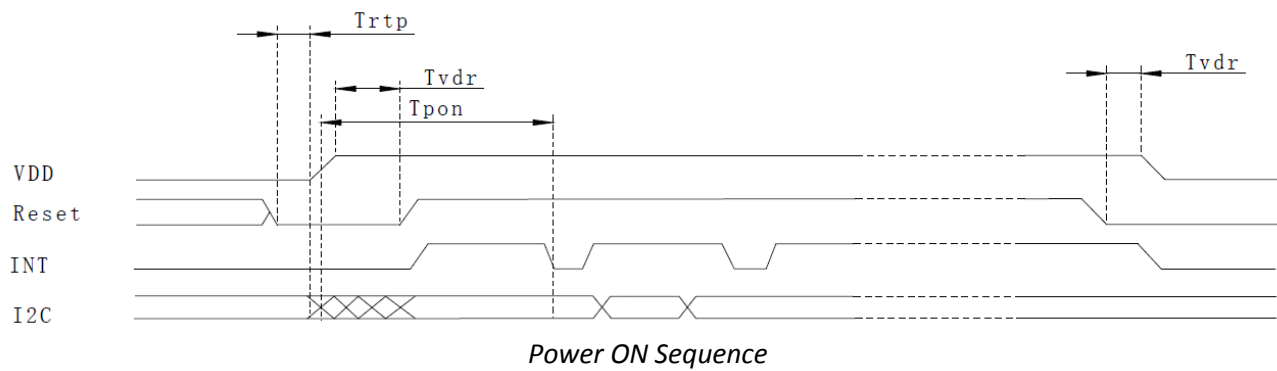 Trtp
Tvdr
Tvdr
Tpon
VDD
Reset
INT
I2C
Power ON Sequence